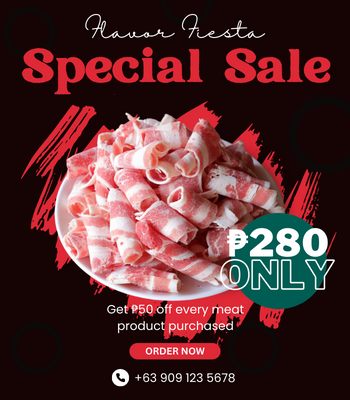 Flavor Fiesta
Special Sale
₱280
ONLY
Get ₱50 off every meat
product purchased
ORDER NOW
+63 909 123 5678